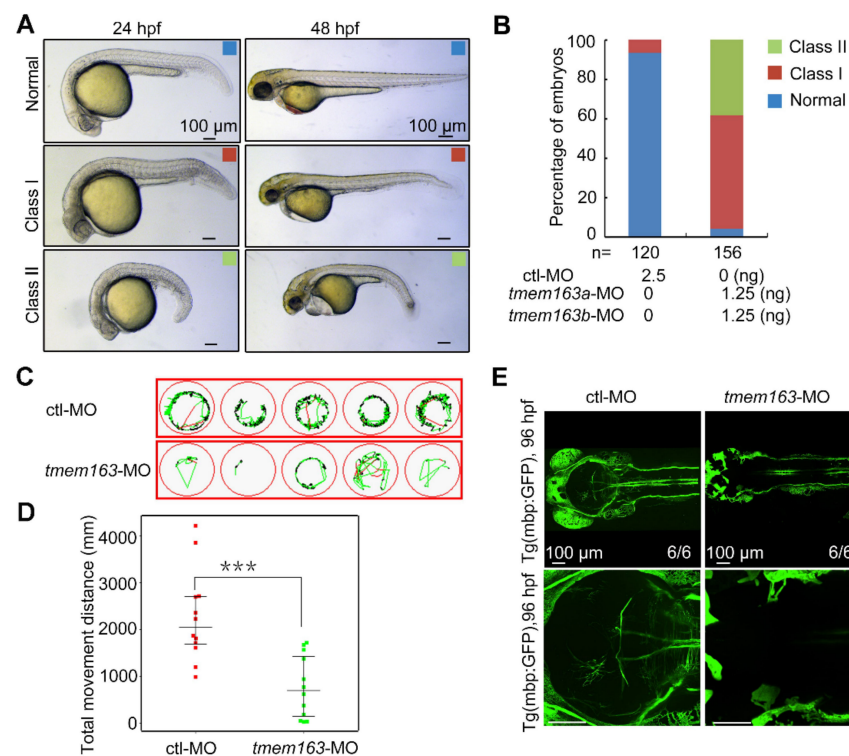 A
24 hpf
48 hpf
Normal
100 µm
100 µm
Class I
Class II
B
Percentage of embryos
100
80
60
40
20
0
Class II
Class I
Normal
n= 120 156
ctl-MO 2.5 0 (ng)
tmem163a-MO 0 1.25 (ng)
tmem163b-MO 0 1.25 (ng)
C
ctl-MO
tmem163-MO
D
Total movement distance (mm)
4000
3000
2000
1000
0
***
ctl-MO
tmem163-MO
E
ctl-MO
tmem163-MO
Tg(mbp:GFP), 96 hpf
100 µm
6/6
100 µm
6/6
Tg(mbp:GFP),96 hpf